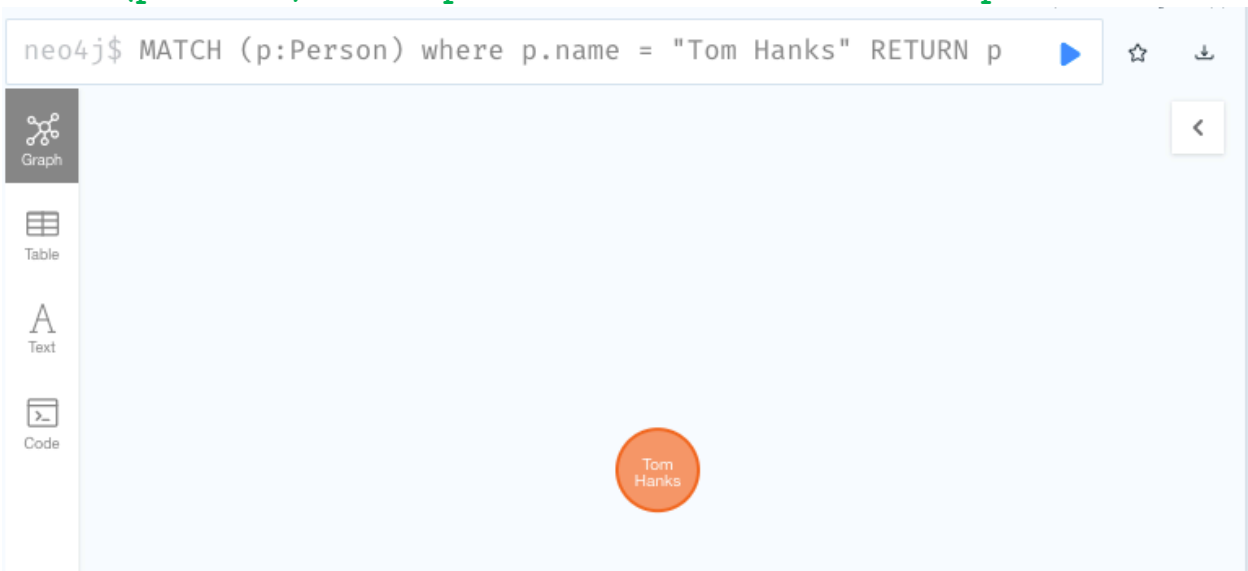 neo4j$ MATCH (p:Person) where p.name = "Tom Hanks" RETURN p
Graph
Table
A
Text
>_
Code
Tom
Hanks